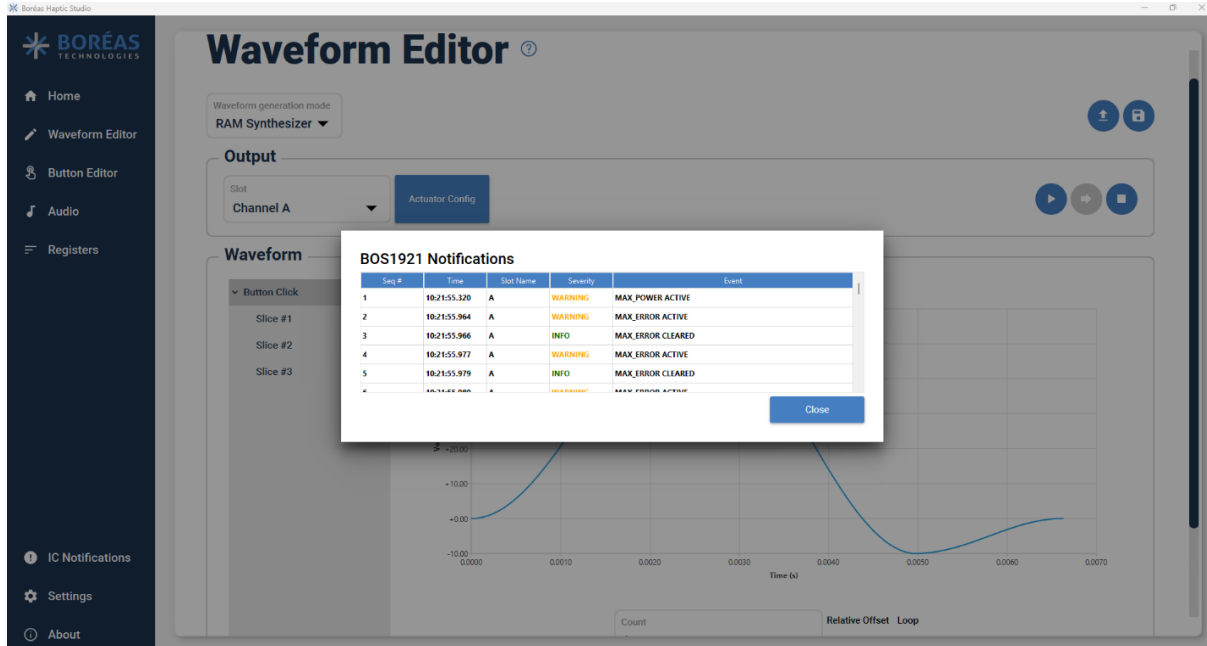 Boréas Haptic Studio
BORÉAS
TECHNOLOGIES
Home
Waveform Editor
Button Editor
Audio
Registers
IC Notifications
Settings
About
Waveform Editor
Waveform generation mode
RAM Synthesizer
Output
Slot
Channel A
Actuator Config
Waveform
Button Click
Slice #1
Slice #2
Slice #3
BOS1921 Notifications
Seq # Time Slot Name Severity Event
1 10:21:55.320 A WARNING MAX_POWER ACTIVE
2 10:21:55.964 A WARNING MAX_ERROR ACTIVE
3 10:21:55.966 A INFO MAX_ERROR CLEARED
4 10:21:55.977 A WARNING MAX_ERROR ACTIVE
5 10:21:55.979 A INFO MAX_ERROR CLEARED
Close
+20.00
+10.00
+0.00
-10.00
0.0000 0.0010 0.0020 0.0030 0.0040 0.0050 0.0060 0.0070
Time (s)
Count
Relative Offset Loop